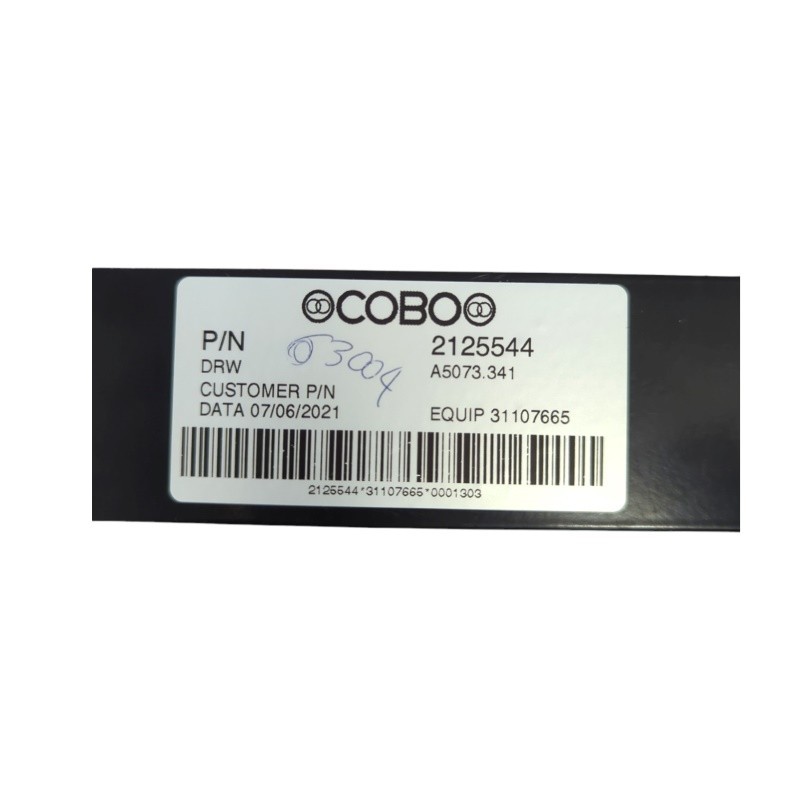 COBO
P/N 2125544
DRW A5073.341
CUSTOMER P/N
DATA 07/06/2021 EQUIP 31107665
2125544*31107665*0001303